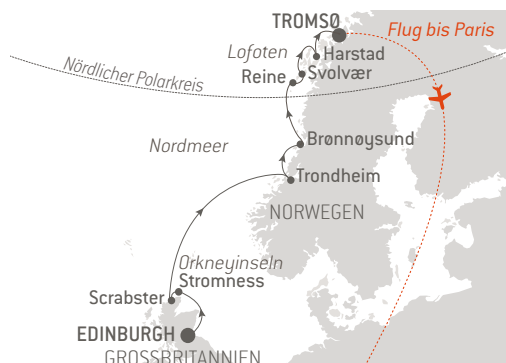 TROMSØ
Flug bis Paris
Lofoten
Harstad
Nördlicher Polarkreis
Svolvær
Reine
Nordmeer
Brønnøysund
Trondheim
NORWEGEN
Orkneyinseln
Stromness
Scrabster
EDINBURGH
GROSSBRITANNIEN